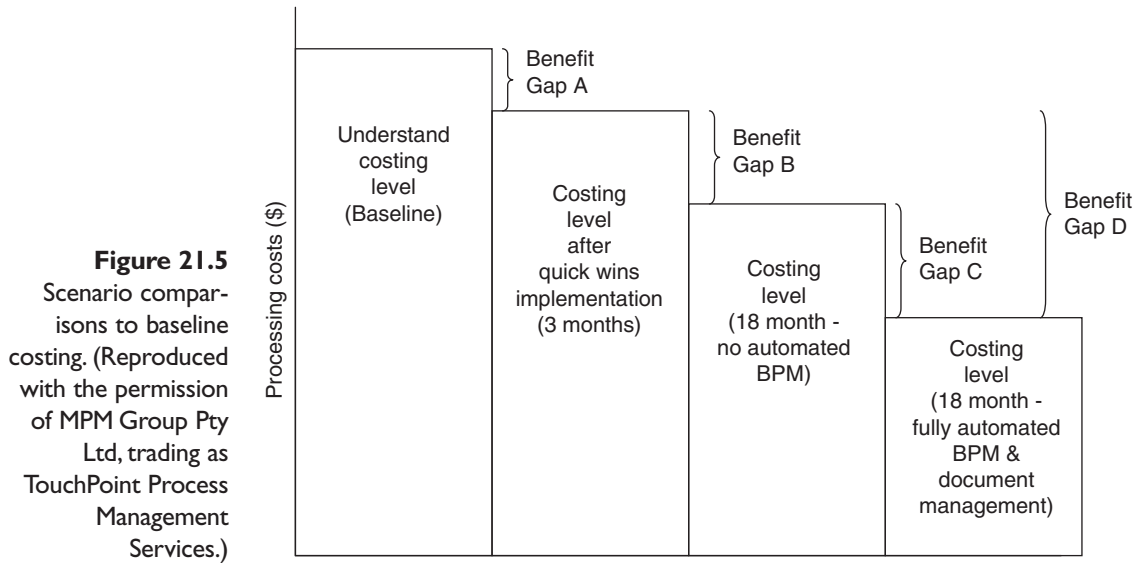 Figure 21.5
Scenario compar-
isons to baseline
costing. (Reproduced
with the permission
of MPM Group Pty
Ltd, trading as
TouchPoint Process
Management
Services.)
Processing costs ($)
Understand
costing
level
(Baseline)
Benefit
Gap A
Costing
level
after
quick wins
implementation
(3 months)
Benefit
Gap B
Costing
level
(18 month -
no automated
BPM)
Benefit
Gap C
Costing
level
(18 month -
fully automated
BPM &
document
management)
Benefit
Gap D